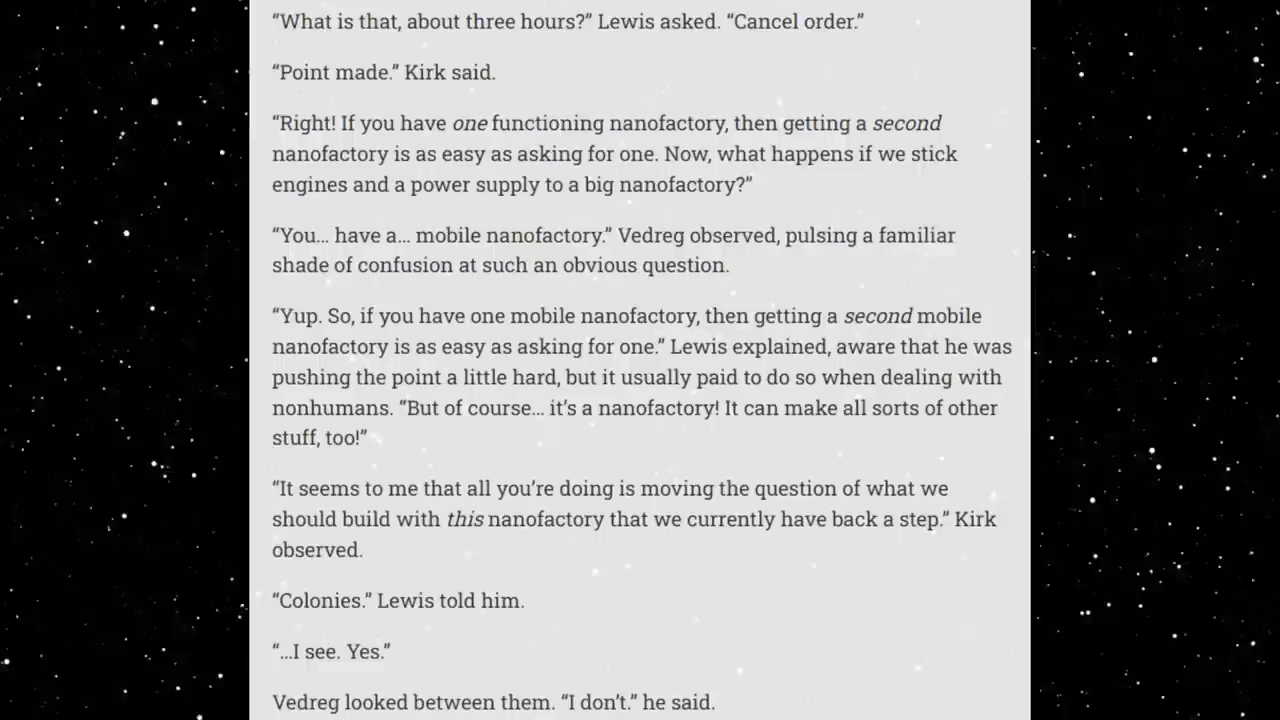 “What is that, about three hours?” Lewis asked. “Cancel order.”
“Point made.” Kirk said.
“Right! If you have one functioning nanofactory, then getting a second
nanofactory is as easy as asking for one. Now, what happens if we stick
engines and a power supply to a big nanofactory?”
“You… have a… mobile nanofactory.” Vedreg observed, pulsing a familiar
shade of confusion at such an obvious question.
“Yup. So, if you have one mobile nanofactory, then getting a second mobile
nanofactory is as easy as asking for one.” Lewis explained, aware that he was
pushing the point a little hard, but it usually paid to do so when dealing with
nonhumans. “But of course… it’s a nanofactory! It can make all sorts of other
stuff, too!”
“It seems to me that all you’re doing is moving the question of what we
should build with this nanofactory that we currently have back a step.” Kirk
observed.
“Colonies.” Lewis told him.
“…I see. Yes.”
Vedreg looked between them. “I don’t.” he said.